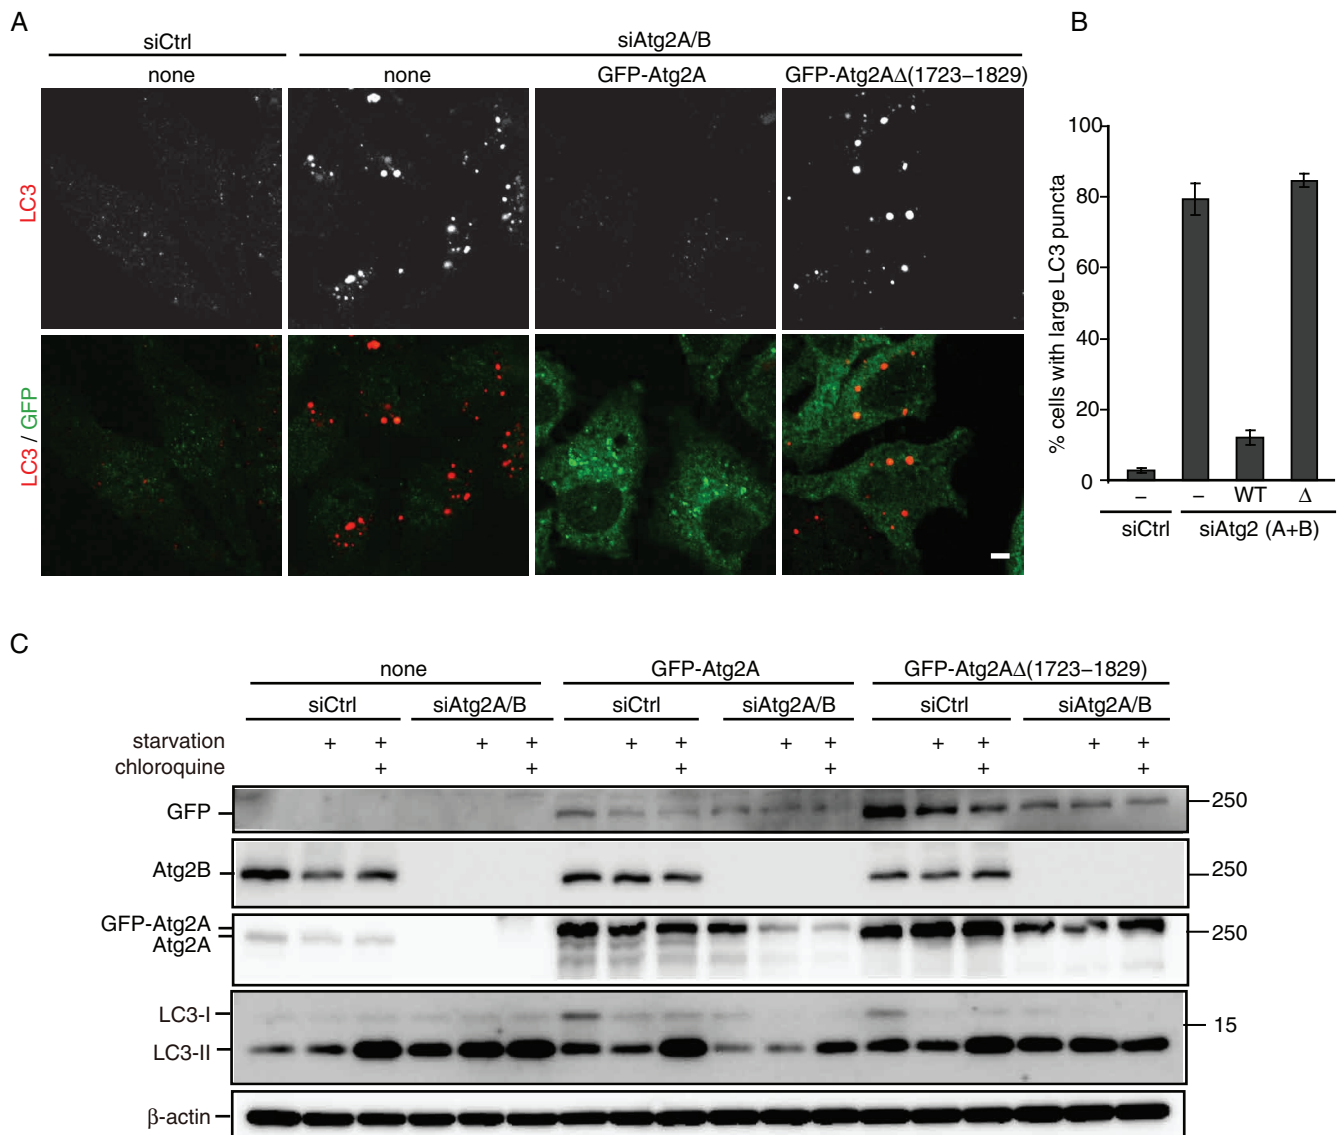 A
siCtrl
siAtg2A/B
none
none
GFP-Atg2A
GFP-Atg2AΔ(1723–1829)
LC3
LC3 / GFP
B
% cells with large LC3 puncta
100
80
60
40
20
0
– – WT Δ
siCtrl siAtg2 (A+B)
C
none GFP-Atg2A GFP-Atg2AΔ(1723–1829)
siCtrl siAtg2A/B siCtrl siAtg2A/B siCtrl siAtg2A/B
starvation + + + + + + + + + + + +
chloroquine + + + + + +
GFP 250
Atg2B 250
GFP-Atg2A
Atg2A 250
LC3-I 15
LC3-II
β-actin